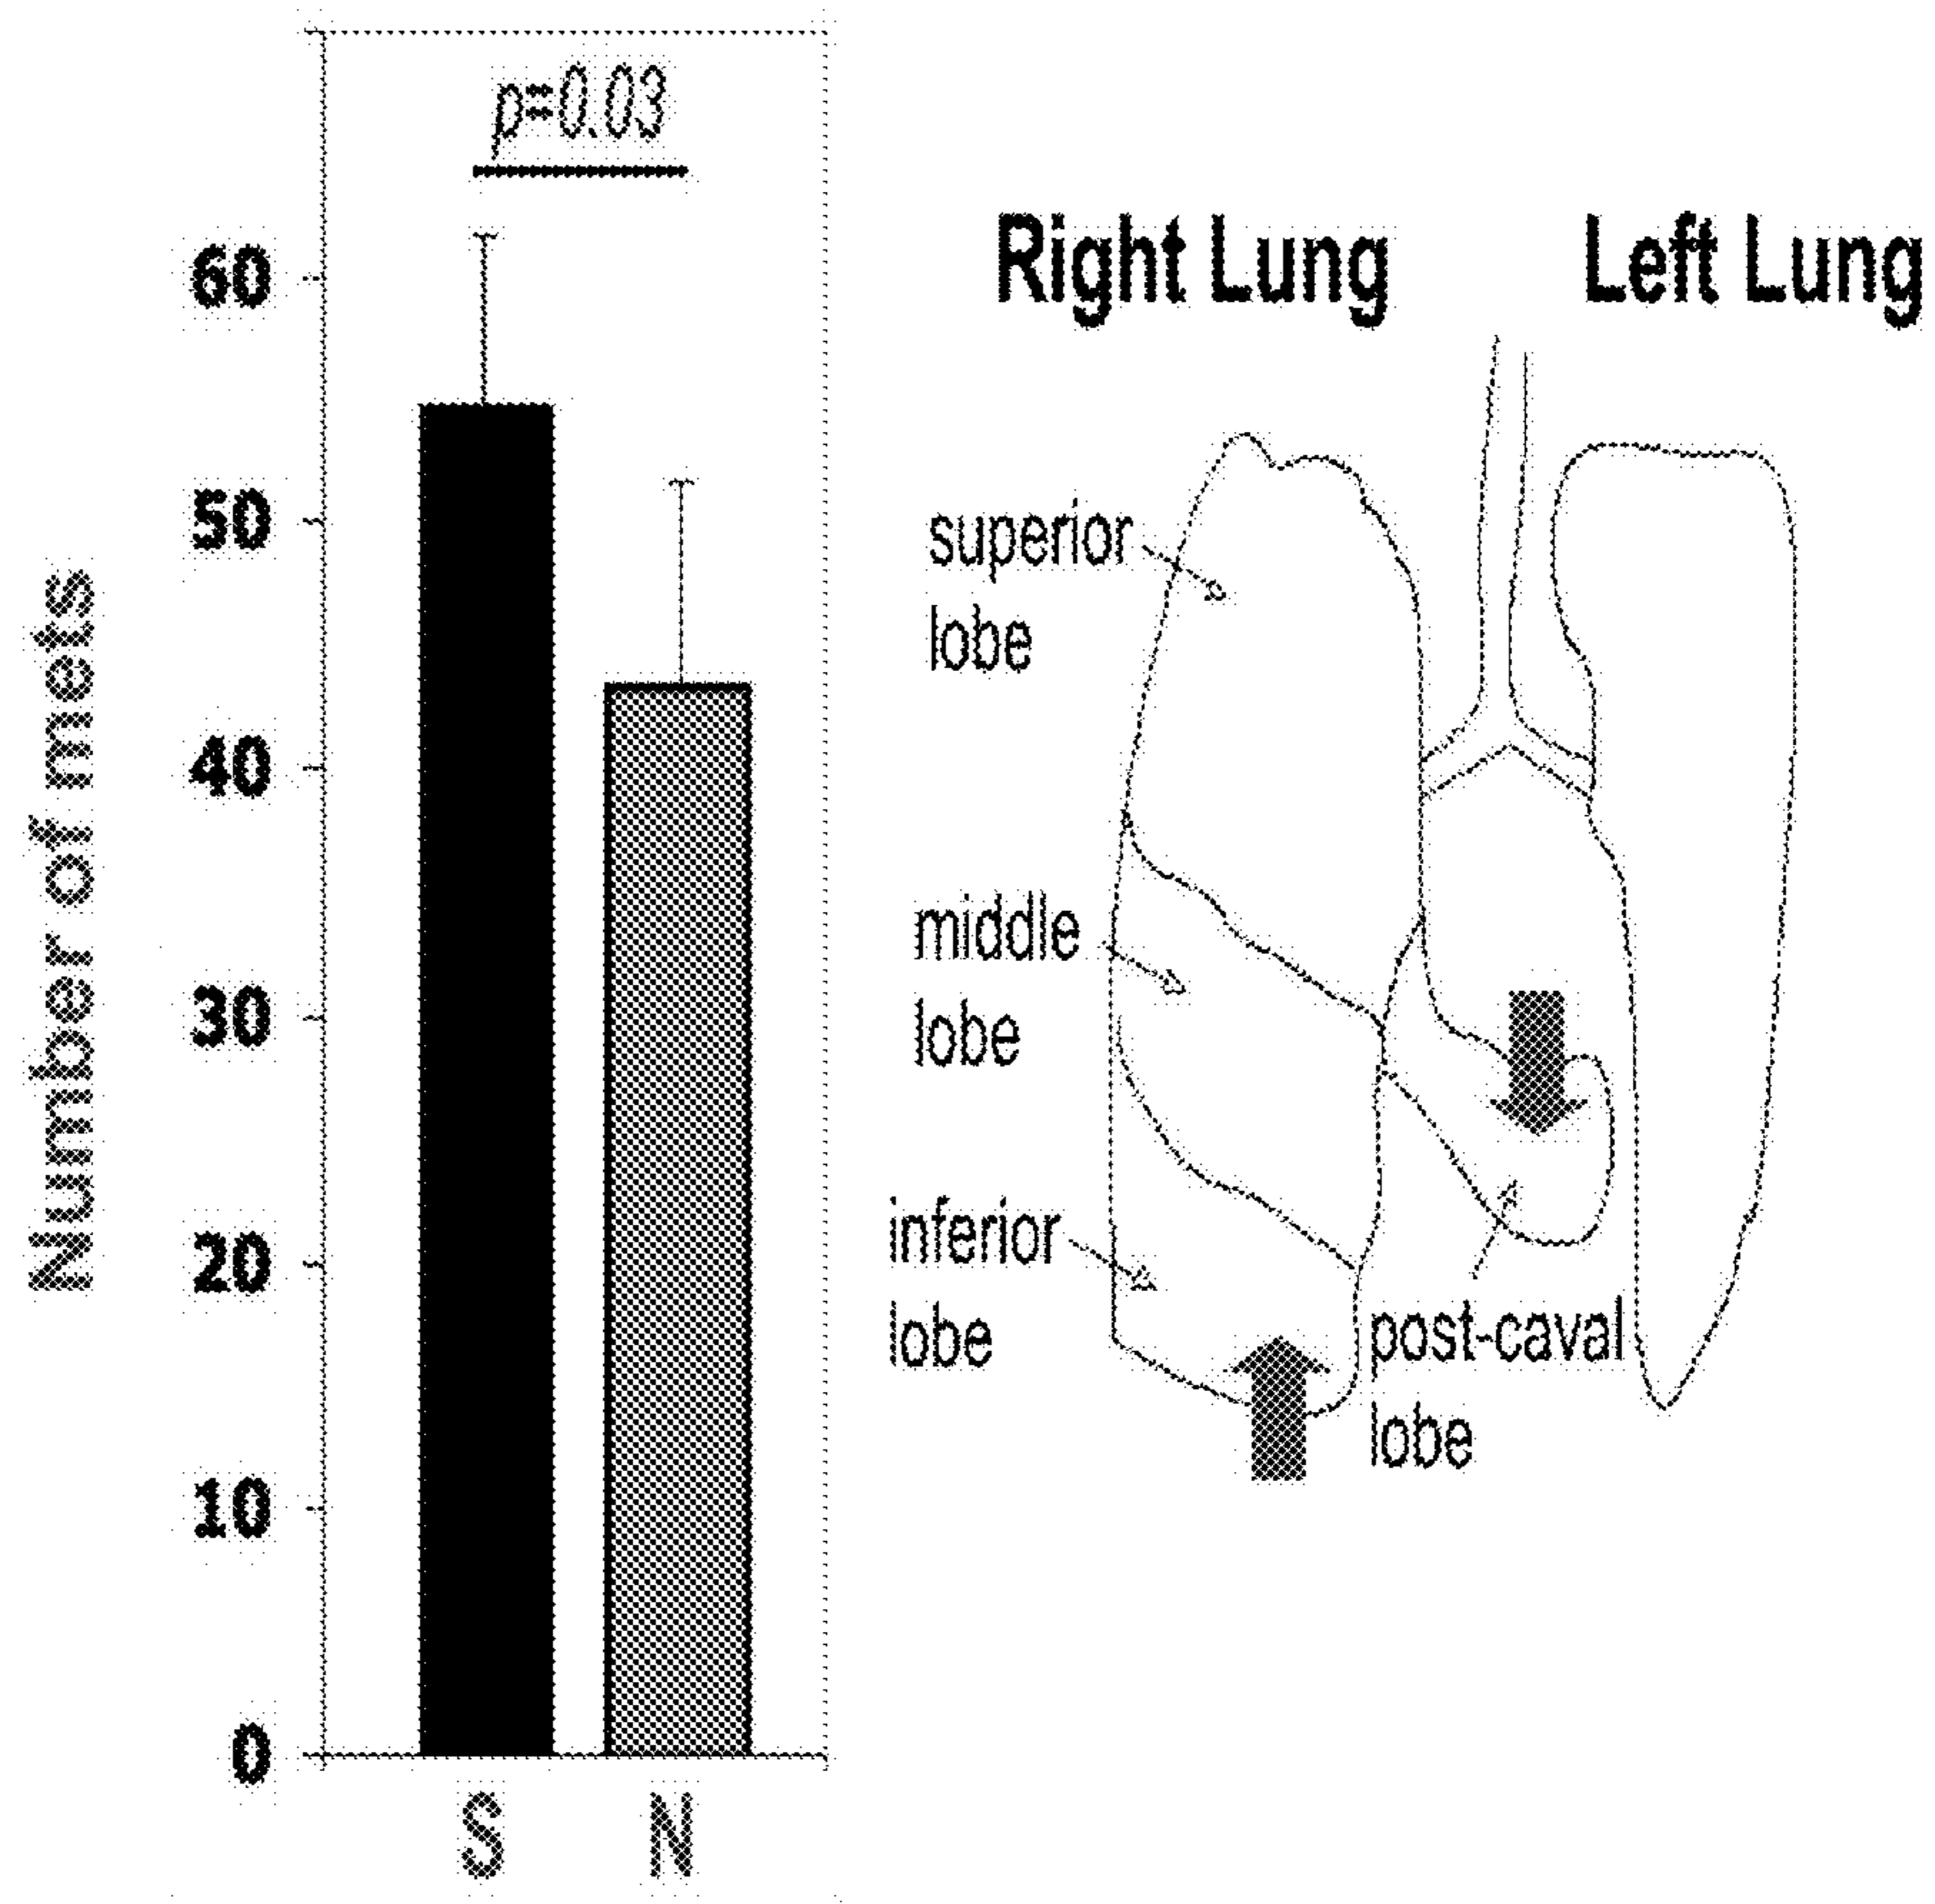 p=0.03
Number of mets
60
50
40
30
20
10
0
S N
Right Lung Left Lung
superior
lobe
middle
lobe
inferior
lobe
post-caval
lobe